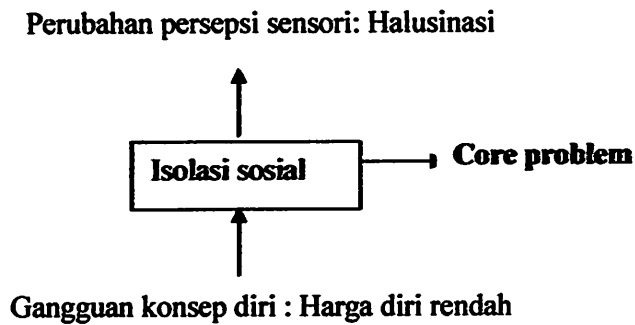 Perubahan persepsi sensori: Halusinasi
Isolasi sosial
Core problem
Gangguan konsep diri : Harga diri rendah